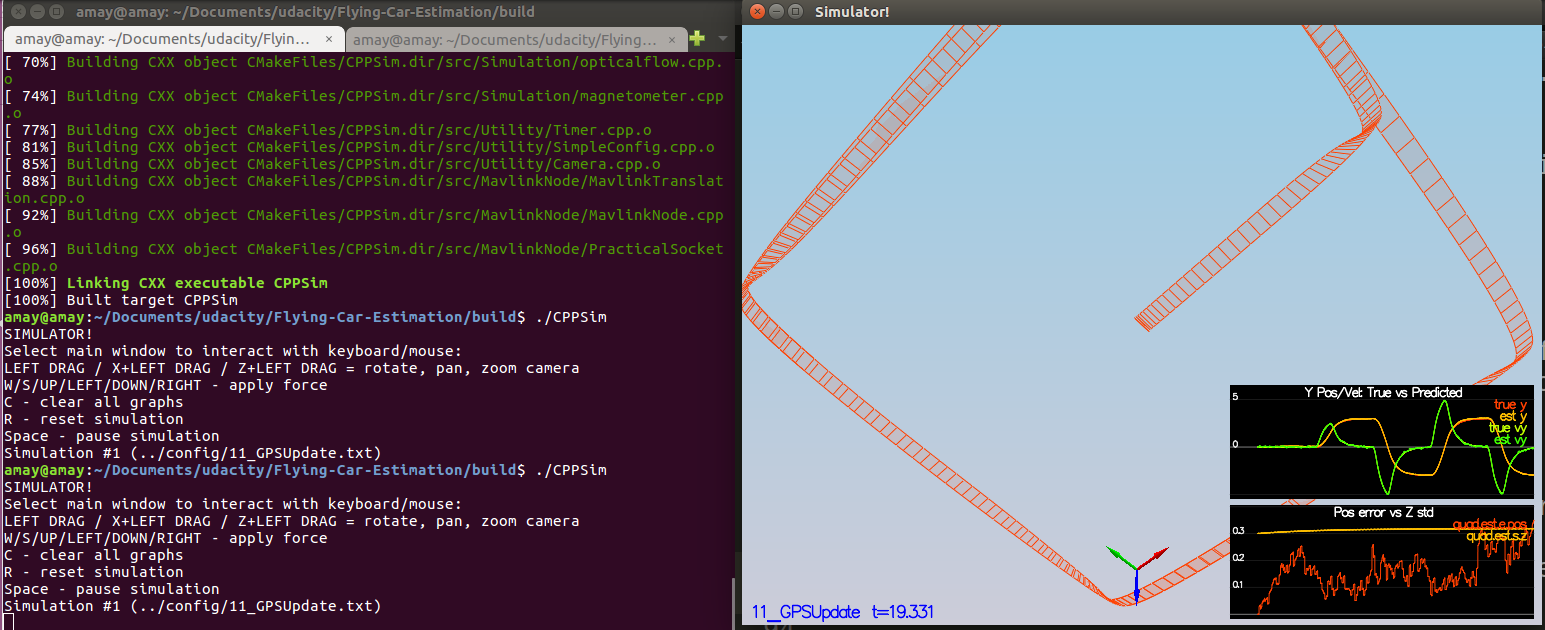 amay@amay: ~/Documents/udacity/Flying-Car-Estimation/build
amay@amay: ~/Documents/udacity/Flyin... ×
amay@amay: ~/Documents/udacity/Flying... ×
[ 70%] Building CXX object CMakeFiles/CPPSim.dir/src/Simulation/opticalflow.cpp.
o
[ 74%] Building CXX object CMakeFiles/CPPSim.dir/src/Simulation/magnetometer.cpp
.o
[ 77%] Building CXX object CMakeFiles/CPPSim.dir/src/Utility/Timer.cpp.o
[ 81%] Building CXX object CMakeFiles/CPPSim.dir/src/Utility/SimpleConfig.cpp.o
[ 85%] Building CXX object CMakeFiles/CPPSim.dir/src/Utility/Camera.cpp.o
[ 88%] Building CXX object CMakeFiles/CPPSim.dir/src/MavlinkNode/MavlinkTranslat
ion.cpp.o
[ 92%] Building CXX object CMakeFiles/CPPSim.dir/src/MavlinkNode/MavlinkNode.cpp
.o
[ 96%] Building CXX object CMakeFiles/CPPSim.dir/src/MavlinkNode/PracticalSocket
.cpp.o
[100%] Linking CXX executable CPPSim
[100%] Built target CPPSim
amay@amay:~/Documents/udacity/Flying-Car-Estimation/build$ ./CPPSim
SIMULATOR!
Select main window to interact with keyboard/mouse:
LEFT DRAG / X+LEFT DRAG / Z+LEFT DRAG = rotate, pan, zoom camera
W/S/UP/LEFT/DOWN/RIGHT - apply force
C - clear all graphs
R - reset simulation
Space - pause simulation
Simulation #1 (../config/11_GPSUpdate.txt)
amay@amay:~/Documents/udacity/Flying-Car-Estimation/build$ ./CPPSim
SIMULATOR!
Select main window to interact with keyboard/mouse:
LEFT DRAG / X+LEFT DRAG / Z+LEFT DRAG = rotate, pan, zoom camera
W/S/UP/LEFT/DOWN/RIGHT - apply force
C - clear all graphs
R - reset simulation
Space - pause simulation
Simulation #1 (../config/11_GPSUpdate.txt)
Simulator!
Y Pos/Vel: True vs Predicted
5
0
true y
est y
true vy
est vy
Pos error vs Z std
0.3
0.2
0.1
quad.est.e.pos
quad.est.s.z
11_GPSUpdate t=19.331